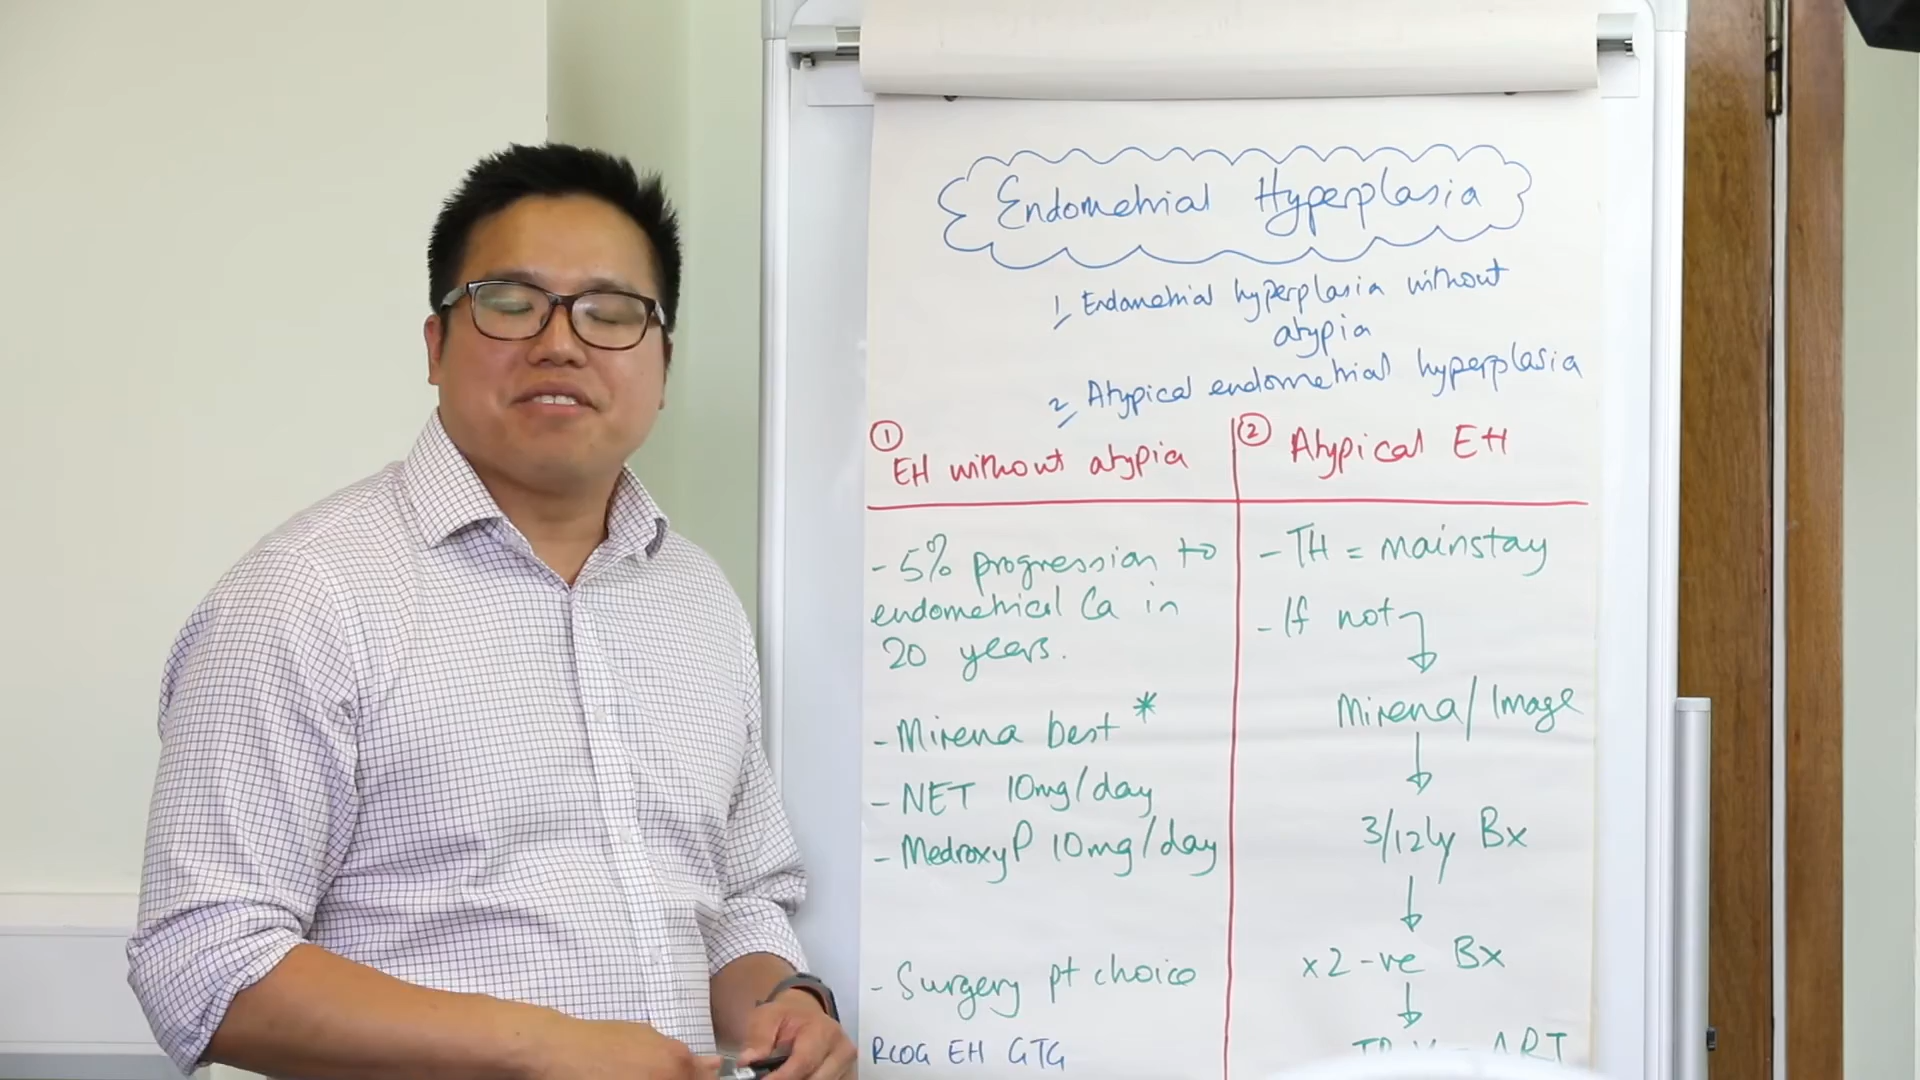 Endometrial Hyperplasia
1, Endometrial hyperplasia without
atypia
2, Atypical endometrial hyperplasia
① EH without atypia
- 5% progression to
endometrical Ca in
20 years.
- Mirena best *
- NET 10mg/day
- MedroxyP 10mg/day
- Surgery pt choice
RCOG EH GTG
② Atypical EH
- TH = mainstay
- If not
Mirena/Image
3/12ly Bx
x2 -ve Bx
ART